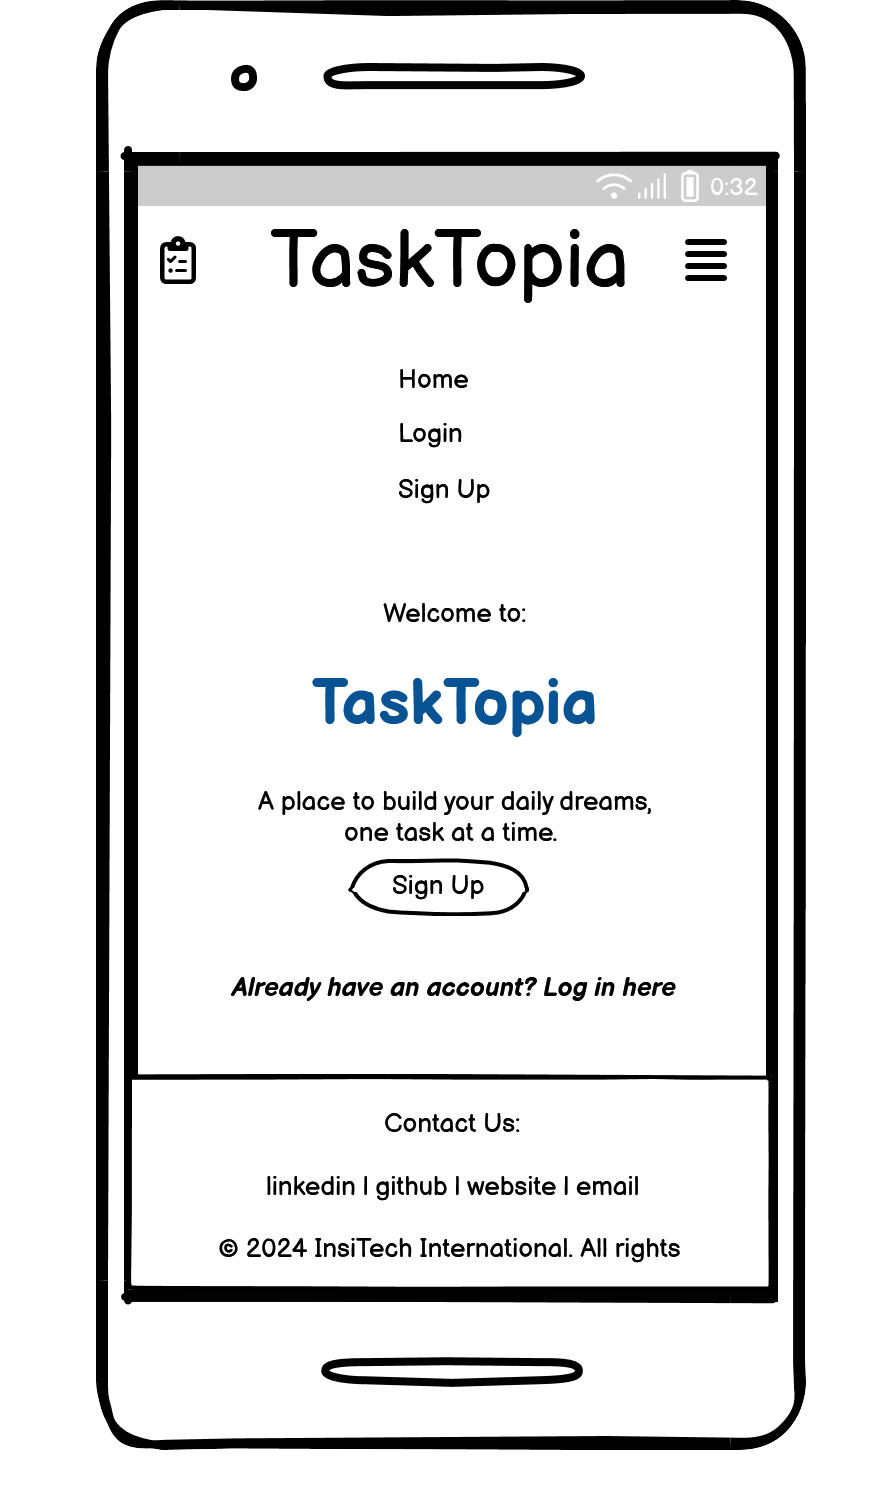 0:32
TaskTopia
Home
Login
Sign Up
Welcome to:
TaskTopia
A place to build your daily dreams,
one task at a time.
Sign Up
Already have an account? Log in here
Contact Us:
linkedin | github | website | email
© 2024 InsiTech International. All rights